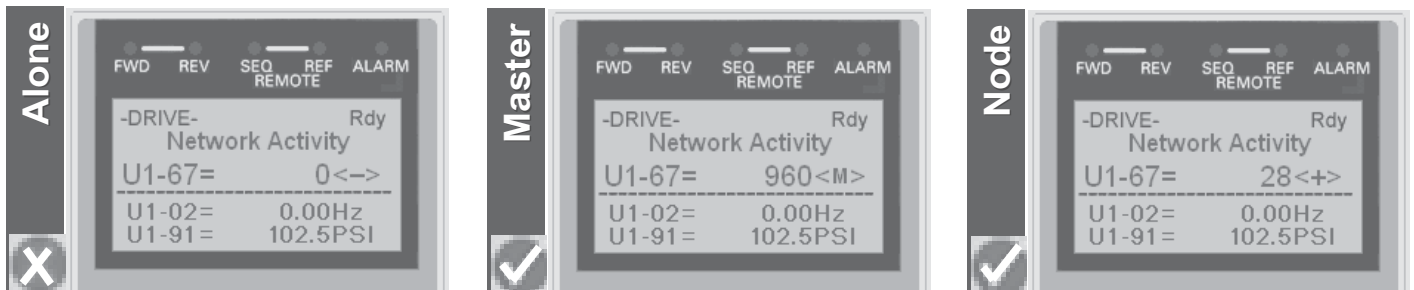 Alone
FWD REV SEQ REF ALARM
REMOTE
-DRIVE- Rdy
Network Activity
U1-67= 0<–>
U1-02= 0.00Hz
U1-91= 102.5PSI
Master
FWD REV SEQ REF ALARM
REMOTE
-DRIVE- Rdy
Network Activity
U1-67= 960<M>
U1-02= 0.00Hz
U1-91= 102.5PSI
Node
FWD REV SEQ REF ALARM
REMOTE
-DRIVE- Rdy
Network Activity
U1-67= 28<+>
U1-02= 0.00Hz
U1-91= 102.5PSI